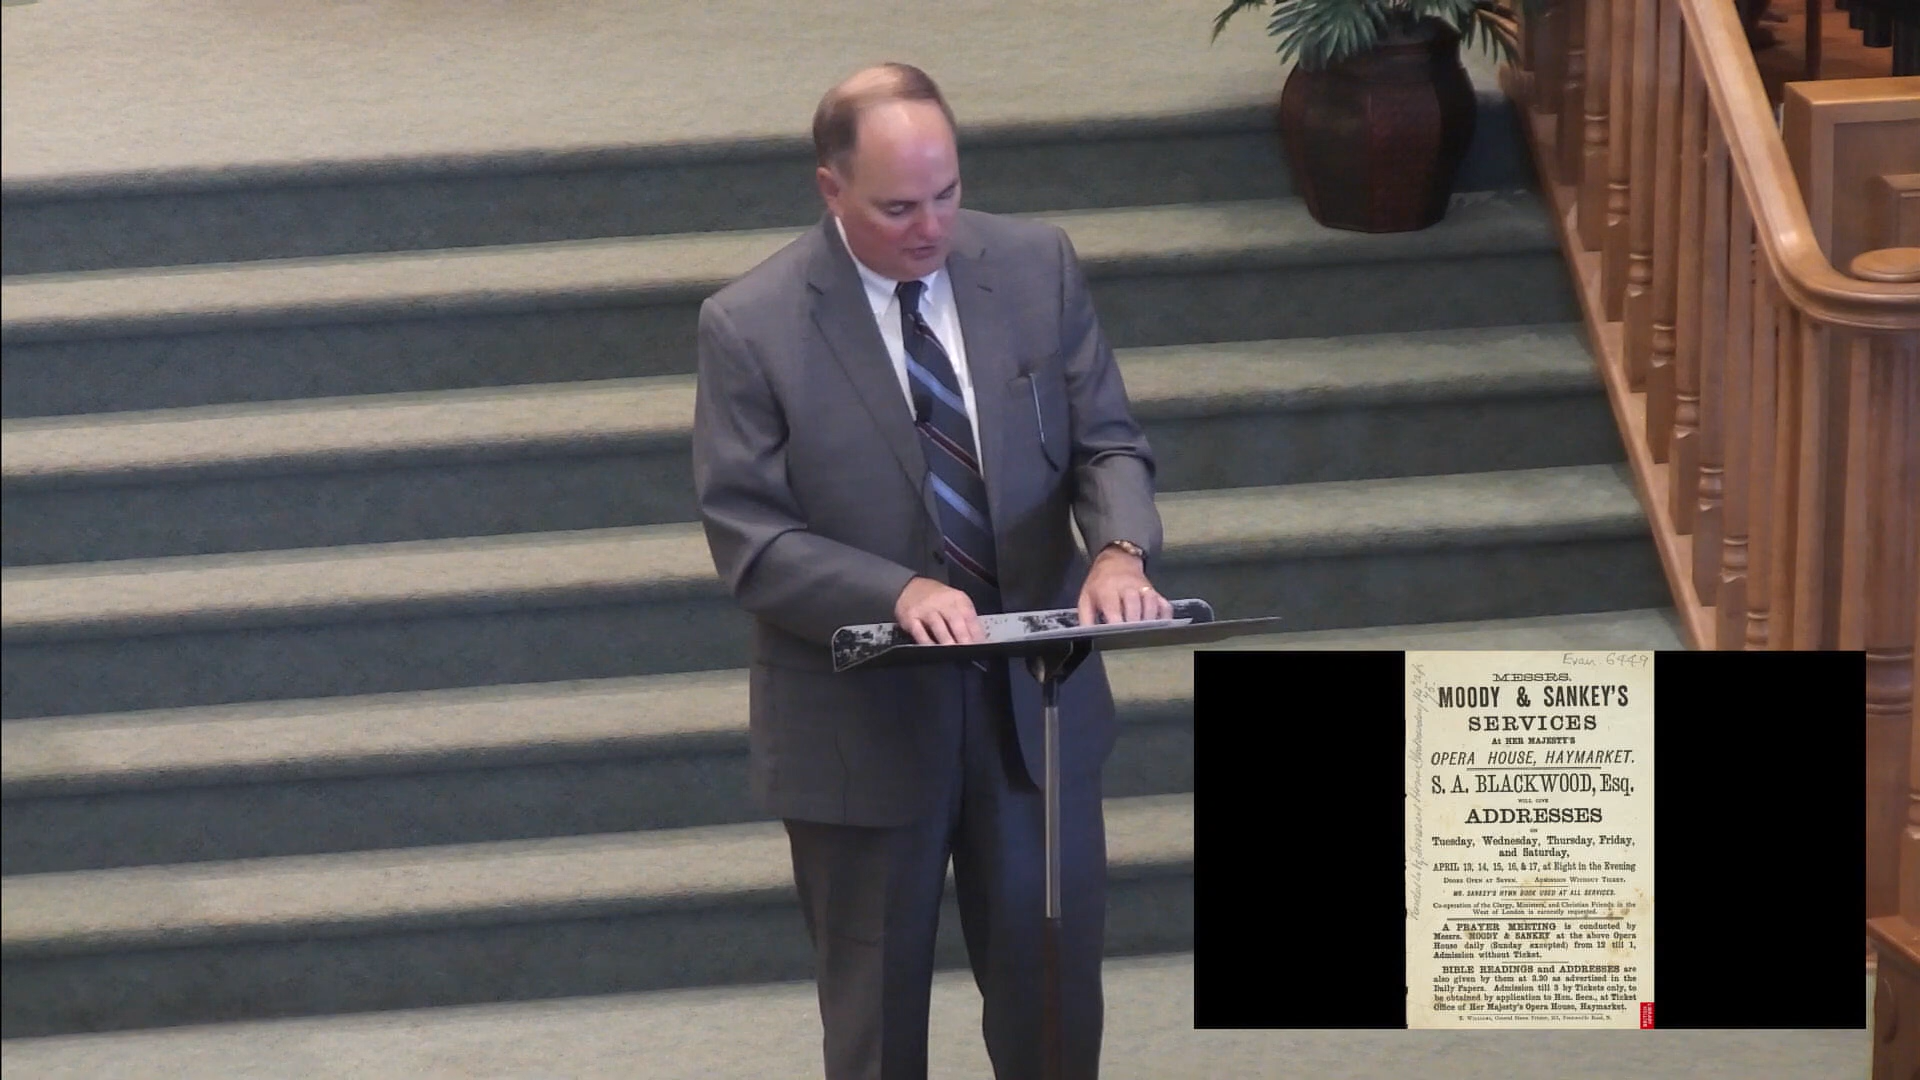 Evan. 6449
MESSRS.
MOODY & SANKEY'S
SERVICES
At HER MAJESTY'S
OPERA HOUSE, HAYMARKET.
S. A. BLACKWOOD, Esq.
WILL GIVE
ADDRESSES
ON
Tuesday, Wednesday, Thursday, Friday,
and Saturday,
APRIL 13, 14, 15, 16, & 17, at Eight in the Evening
DOORS OPEN AT SEVEN. ADMISSION WITHOUT TICKET.
MR. SANKEY'S HYMN BOOK USED AT ALL SERVICES.
Co-operation of the Clergy, Ministers, and Christian Friends in the
West of London is earnestly requested.
A PRAYER MEETING is conducted by
Messrs. MOODY & SANKEY at the above Opera
House daily (Sunday excepted) from 12 till 1,
Admission without Ticket.
BIBLE READINGS and ADDRESSES are
also given by them at 3.30 as advertised in the
Daily Papers. Admission till 3 by Tickets only, to
be obtained by application to Hon. Secs., at Ticket
Office of Her Majesty's Opera House, Haymarket.
BRITISH
LIBRARY